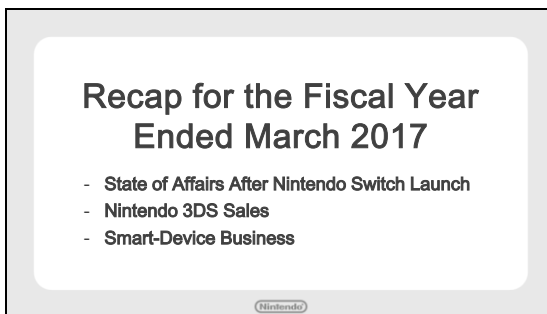 Recap for the Fiscal Year
Ended March 2017
- State of Affairs After Nintendo Switch Launch
- Nintendo 3DS Sales
- Smart-Device Business
Nintendo